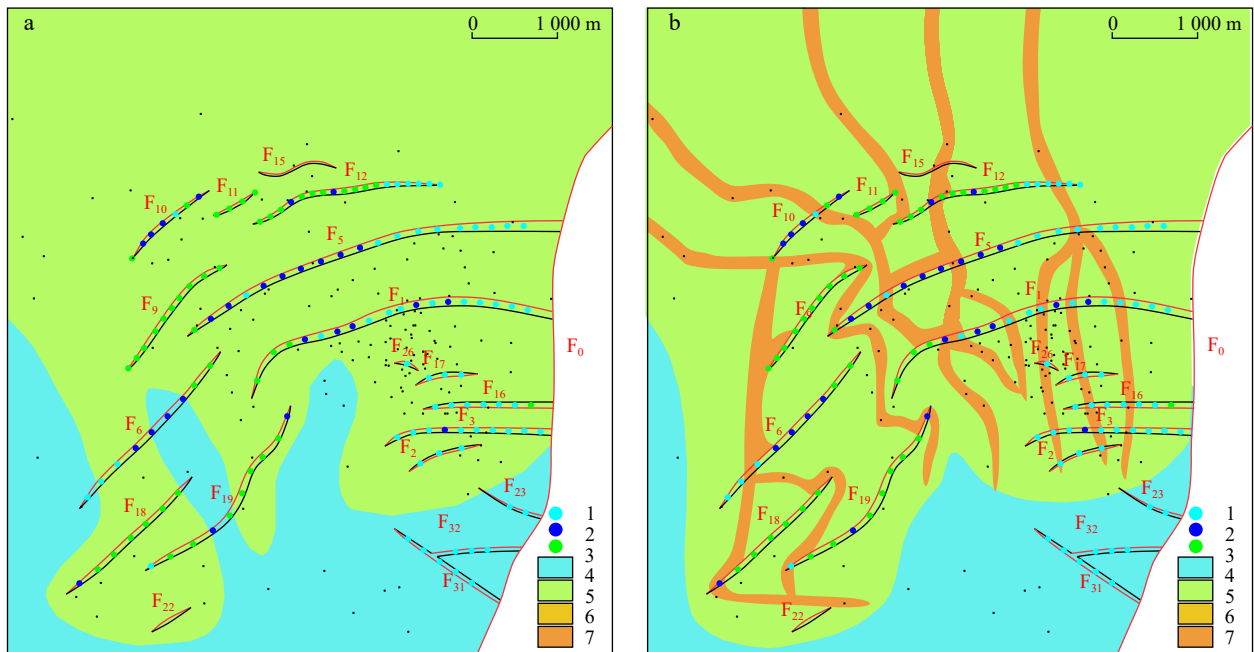 a
0 1 000 m
F₁₅
F₁₂
F₁₁
F₁₀
F₅
F₉
F₁
F₀
F₂₆
F₁₇
F₁₆
F₃
F₆
F₂
F₁₉
F₂₃
F₁₈
F₃₂
F₃₁
F₂₂
1
2
3
4
5
6
7
b
0 1 000 m
F₁₅
F₁₂
F₁₁
F₁₀
F₅
F₁
F₀
F₂₆
F₁₇
F₁₆
F₃
F₆
F₂
F₁₉
F₂₃
F₁₈
F₃₂
F₃₁
F₂₂
1
2
3
4
5
6
7